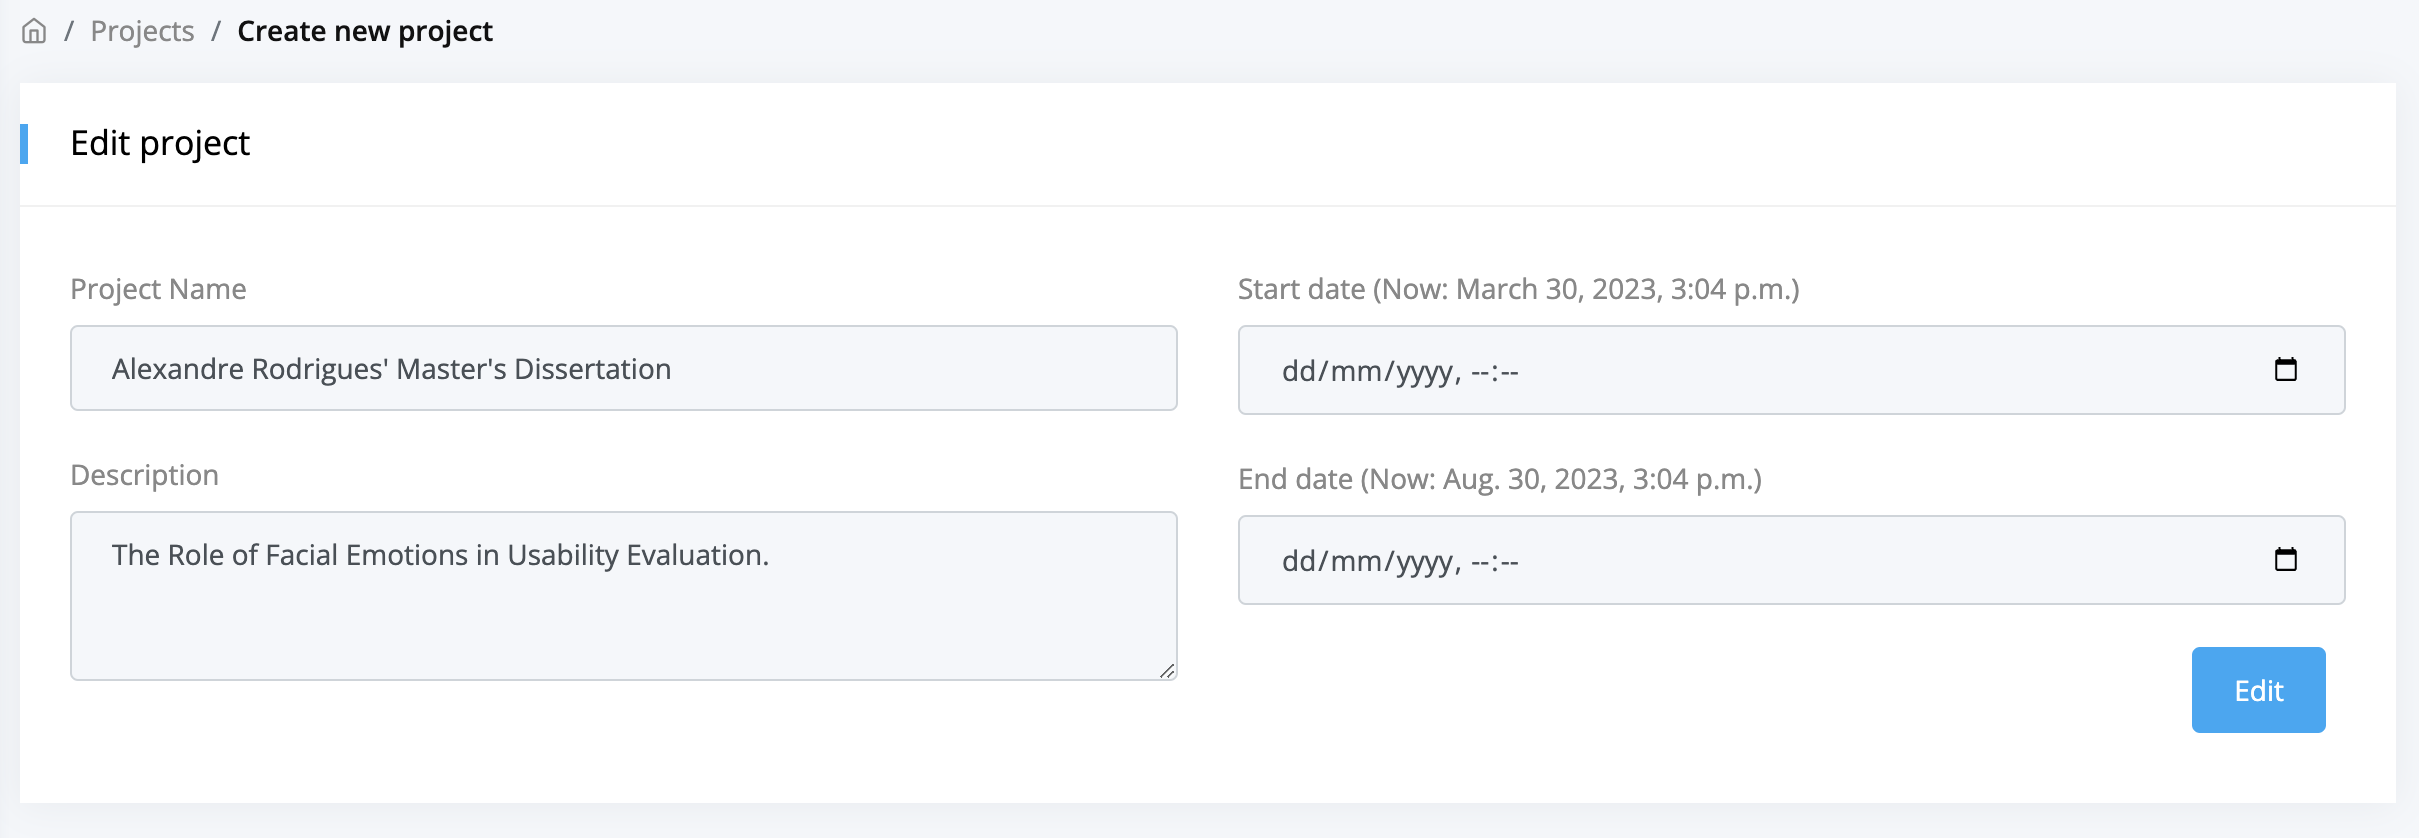 / Projects / Create new project
Edit project
Project Name
Alexandre Rodrigues' Master's Dissertation
Description
The Role of Facial Emotions in Usability Evaluation.
Start date (Now: March 30, 2023, 3:04 p.m.)
dd/mm/yyyy, --:--
End date (Now: Aug. 30, 2023, 3:04 p.m.)
dd/mm/yyyy, --:--
Edit